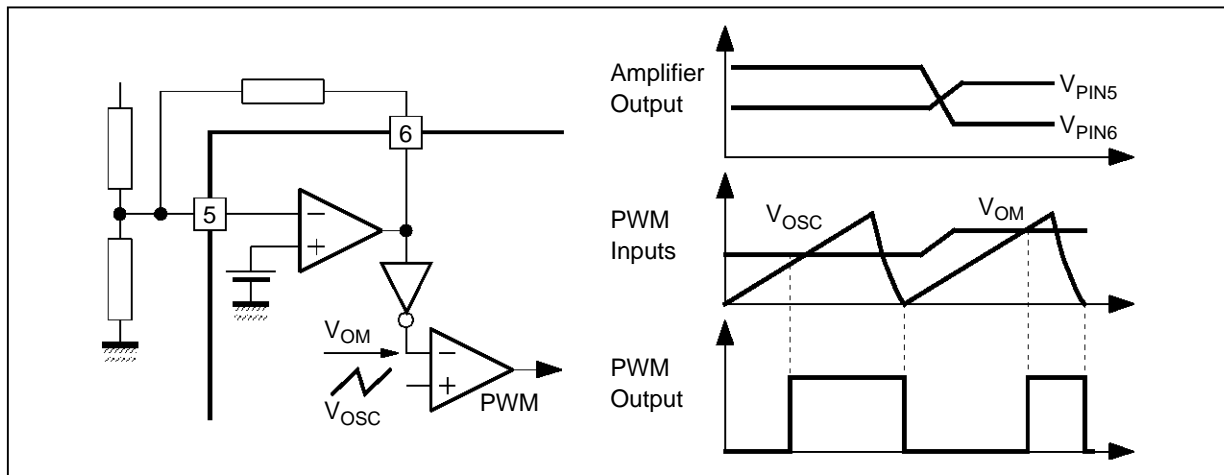 6
5
−
+
V_OM
V_OSC
−
+
PWM
Amplifier
Output
V_PIN5
V_PIN6
PWM
Inputs
V_OSC
V_OM
PWM
Output